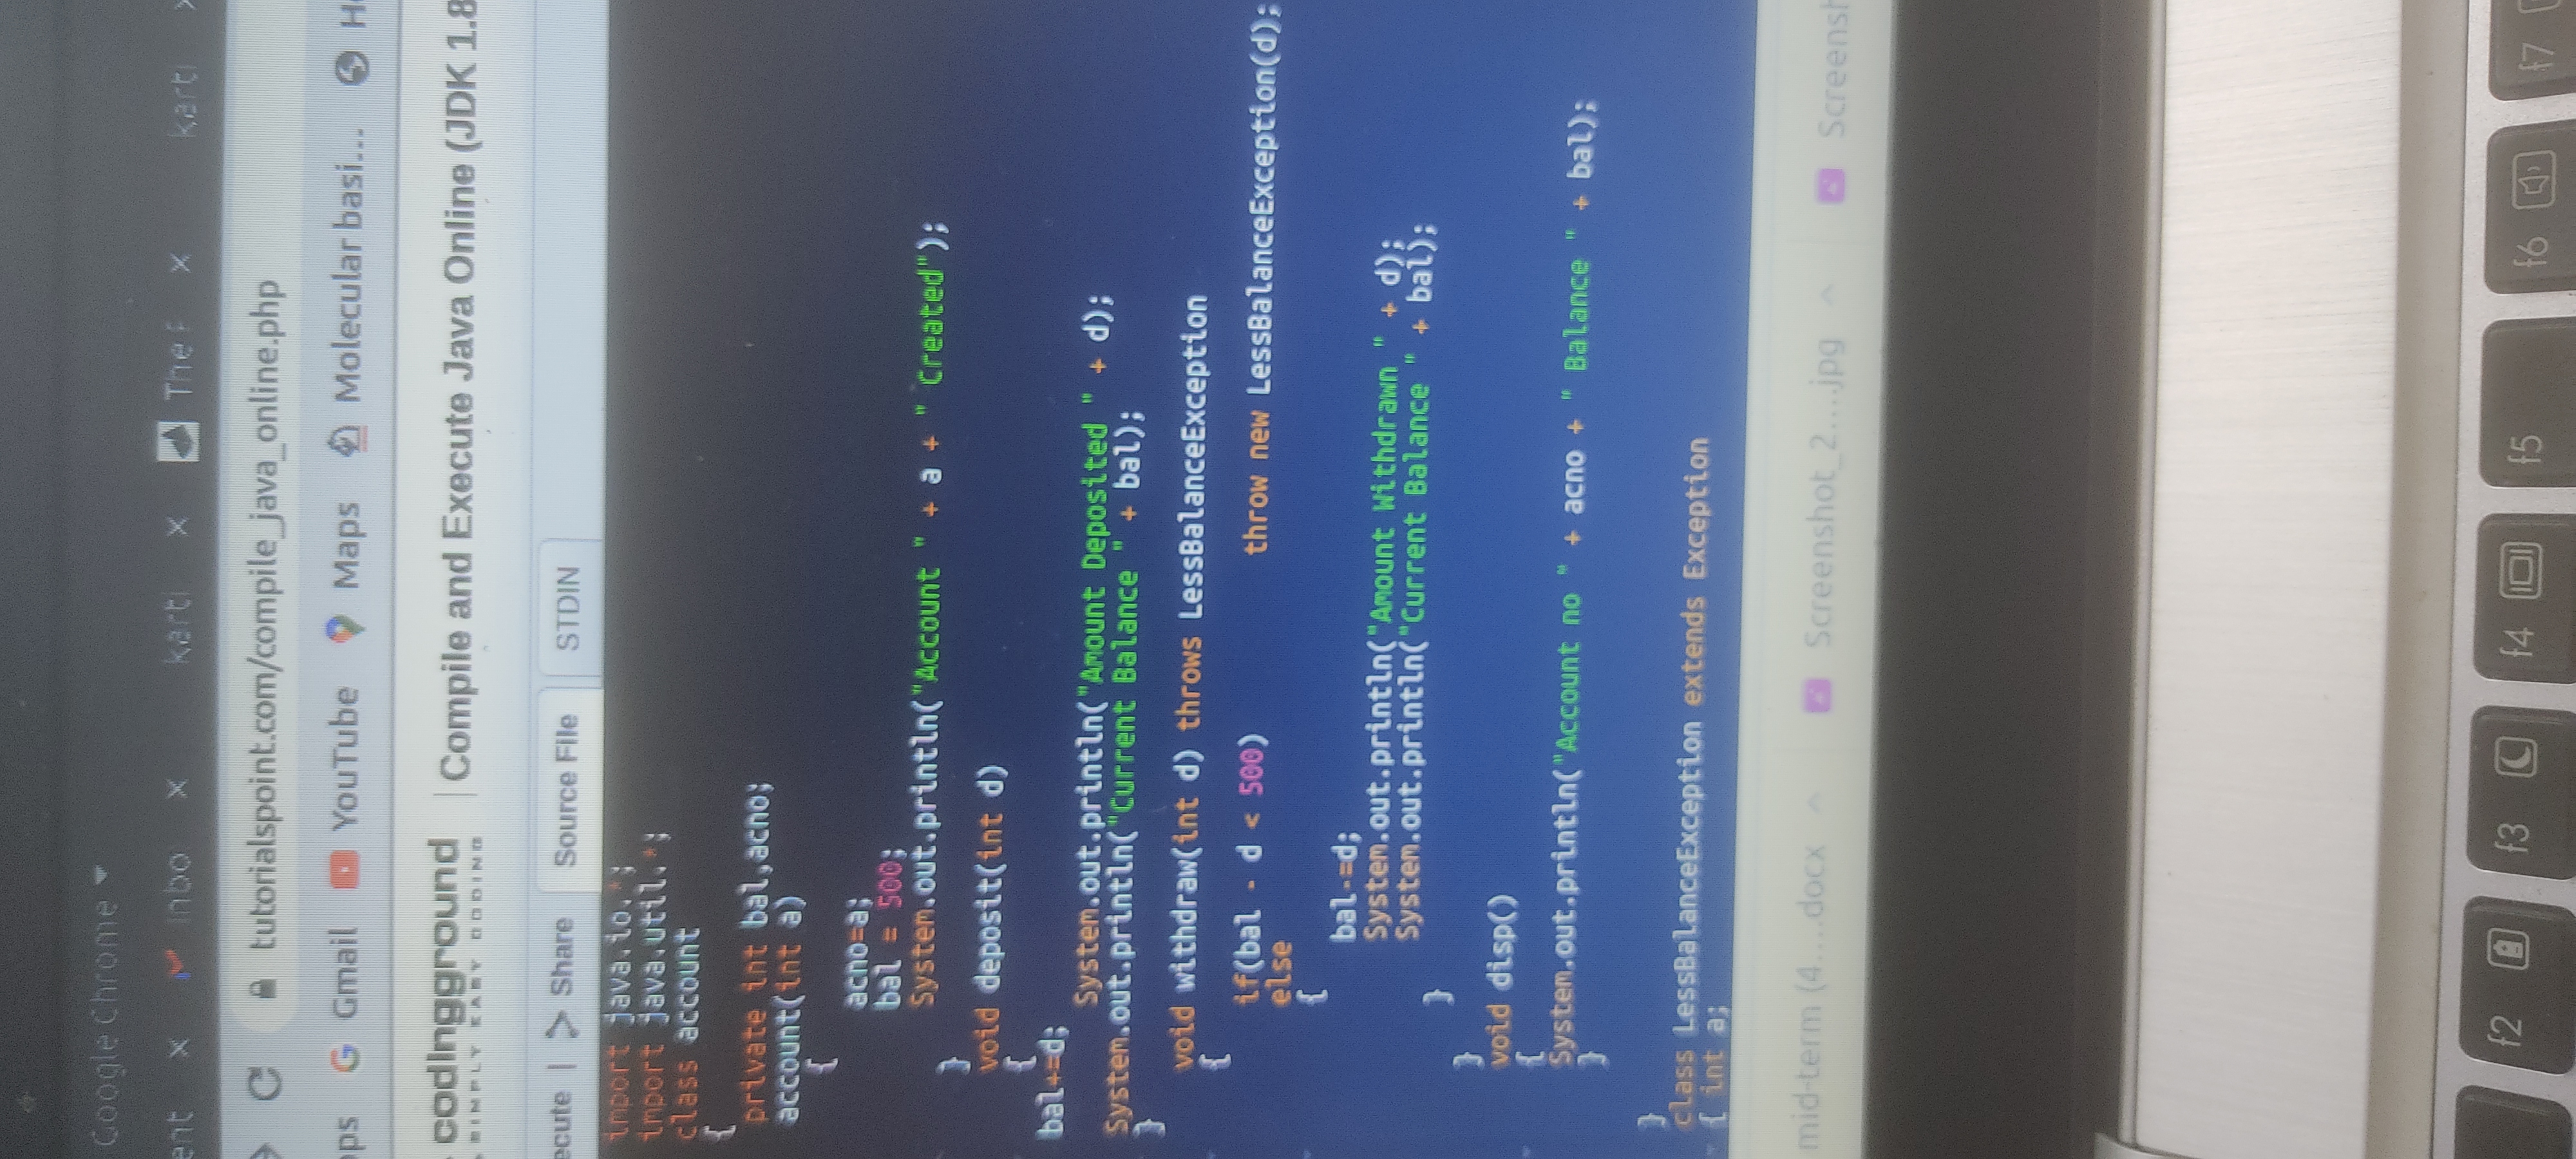 Google Chrome
ent × Inbo × karti × The × karti
tutorialspoint.com/compile_java_online.php
ps Gmail YouTube Maps Molecular basi... H
codingground Compile and Execute Java Online (JDK 1.8
SIMPLY EASY CODING
ecute | Share Source File STDIN
import java.io.*;
import java.util.*;
class account
{
private int bal,acno;
account(int a)
{
acno=a;
bal = 500;
System.out.println("Account " + a + " Created");
}
void deposit(int d)
{
bal+=d;
System.out.println("Amount Deposited " + d);
System.out.println("Current Balance " + bal);
}
void withdraw(int d) throws LessBalanceException
{
if(bal - d < 500) throw new LessBalanceException(d);
else
{
bal-=d;
System.out.println("Amount Withdrawn " + d);
System.out.println("Current Balance " + bal);
}
}
void disp()
{
System.out.println("Account no " + acno + " Balance " + bal);
}
}
class LessBalanceException extends Exception
{ int a;
mid-term (4....docx Screenshot_2....jpg Screensh
f2 f3 f4 f5 f6 f7